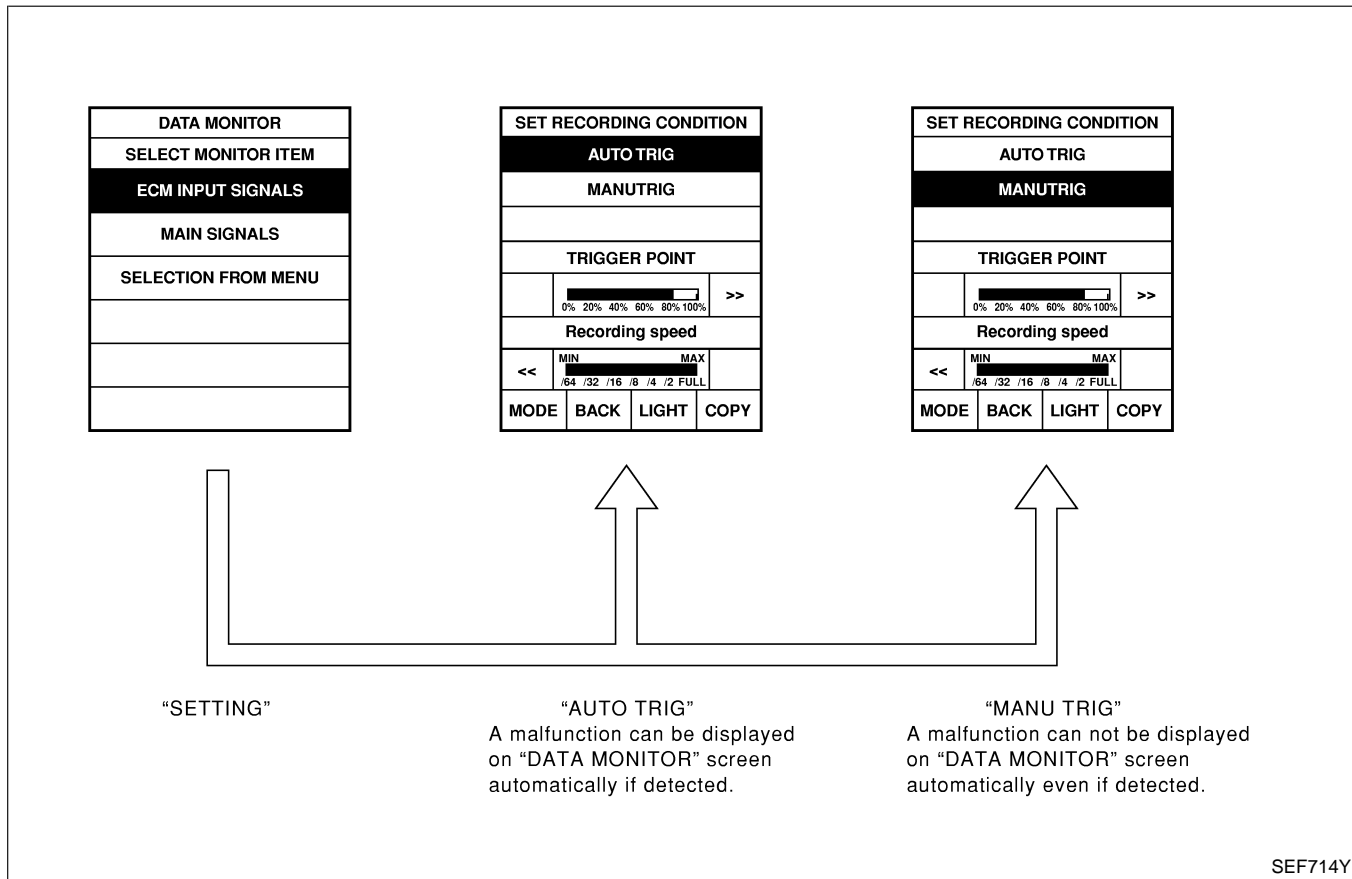 DATA MONITOR
SELECT MONITOR ITEM
ECM INPUT SIGNALS
MAIN SIGNALS
SELECTION FROM MENU
SET RECORDING CONDITION
AUTO TRIG
MANUTRIG
TRIGGER POINT
>>
0% 20% 40% 60% 80% 100%
Recording speed
MIN MAX
<<
/64 /32 /16 /8 /4 /2 FULL
MODE BACK LIGHT COPY
SET RECORDING CONDITION
AUTO TRIG
MANUTRIG
TRIGGER POINT
>>
0% 20% 40% 60% 80% 100%
Recording speed
MIN MAX
<<
/64 /32 /16 /8 /4 /2 FULL
MODE BACK LIGHT COPY
“SETTING”
“AUTO TRIG”
A malfunction can be displayed
on “DATA MONITOR” screen
automatically if detected.
“MANU TRIG”
A malfunction can not be displayed
on “DATA MONITOR” screen
automatically even if detected.
SEF714Y